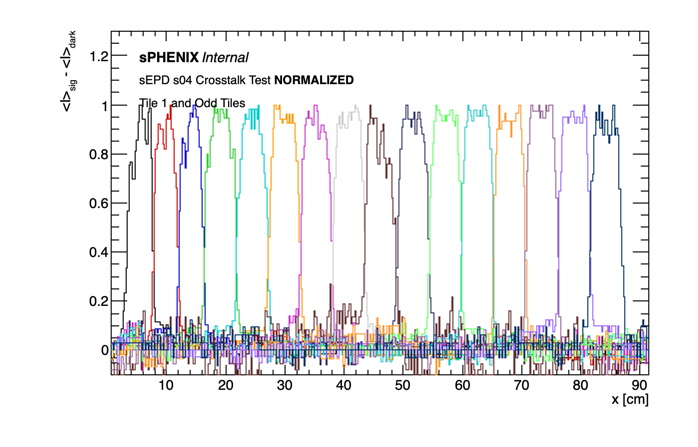 <I>sig - <I>dark
1.2
sPHENIX Internal
sEPD s04 Crosstalk Test NORMALIZED
Tile 1 and Odd Tiles
1
0.8
0.6
0.4
0.2
0
10 20 30 40 50 60 70 80 90
x [cm]